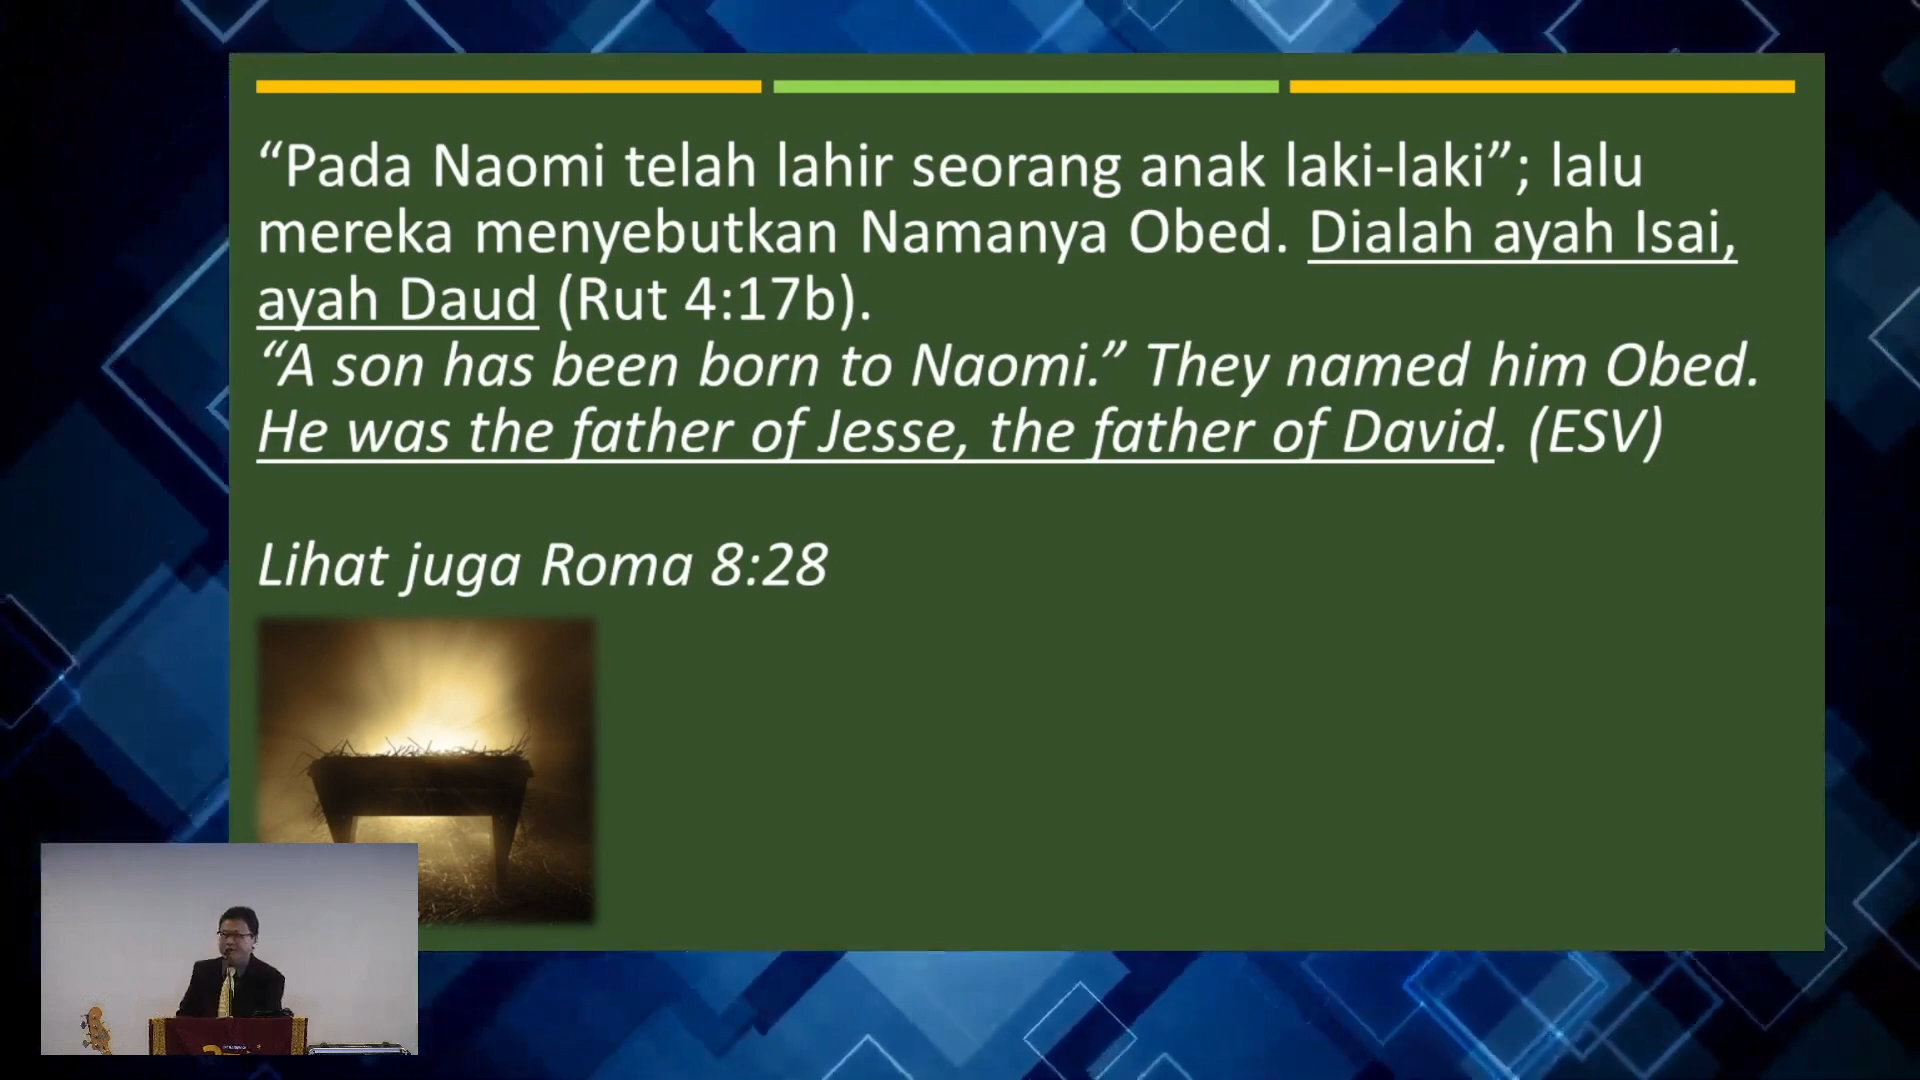 “Pada Naomi telah lahir seorang anak laki-laki”; lalu
mereka menyebutkan Namanya Obed. Dialah ayah Isai,
ayah Daud (Rut 4:17b).
“A son has been born to Naomi.” They named him Obed.
He was the father of Jesse, the father of David. (ESV)
Lihat juga Roma 8:28